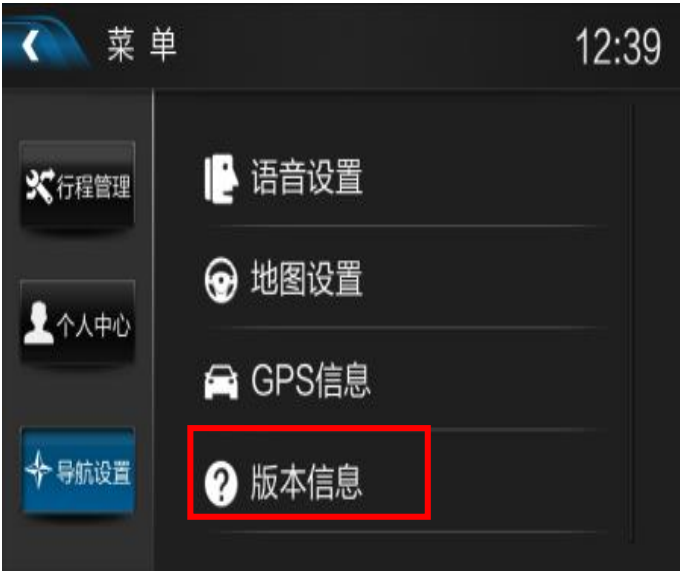 菜 单
12:39
行程管理
个人中心
导航设置
语音设置
地图设置
GPS信息
版本信息